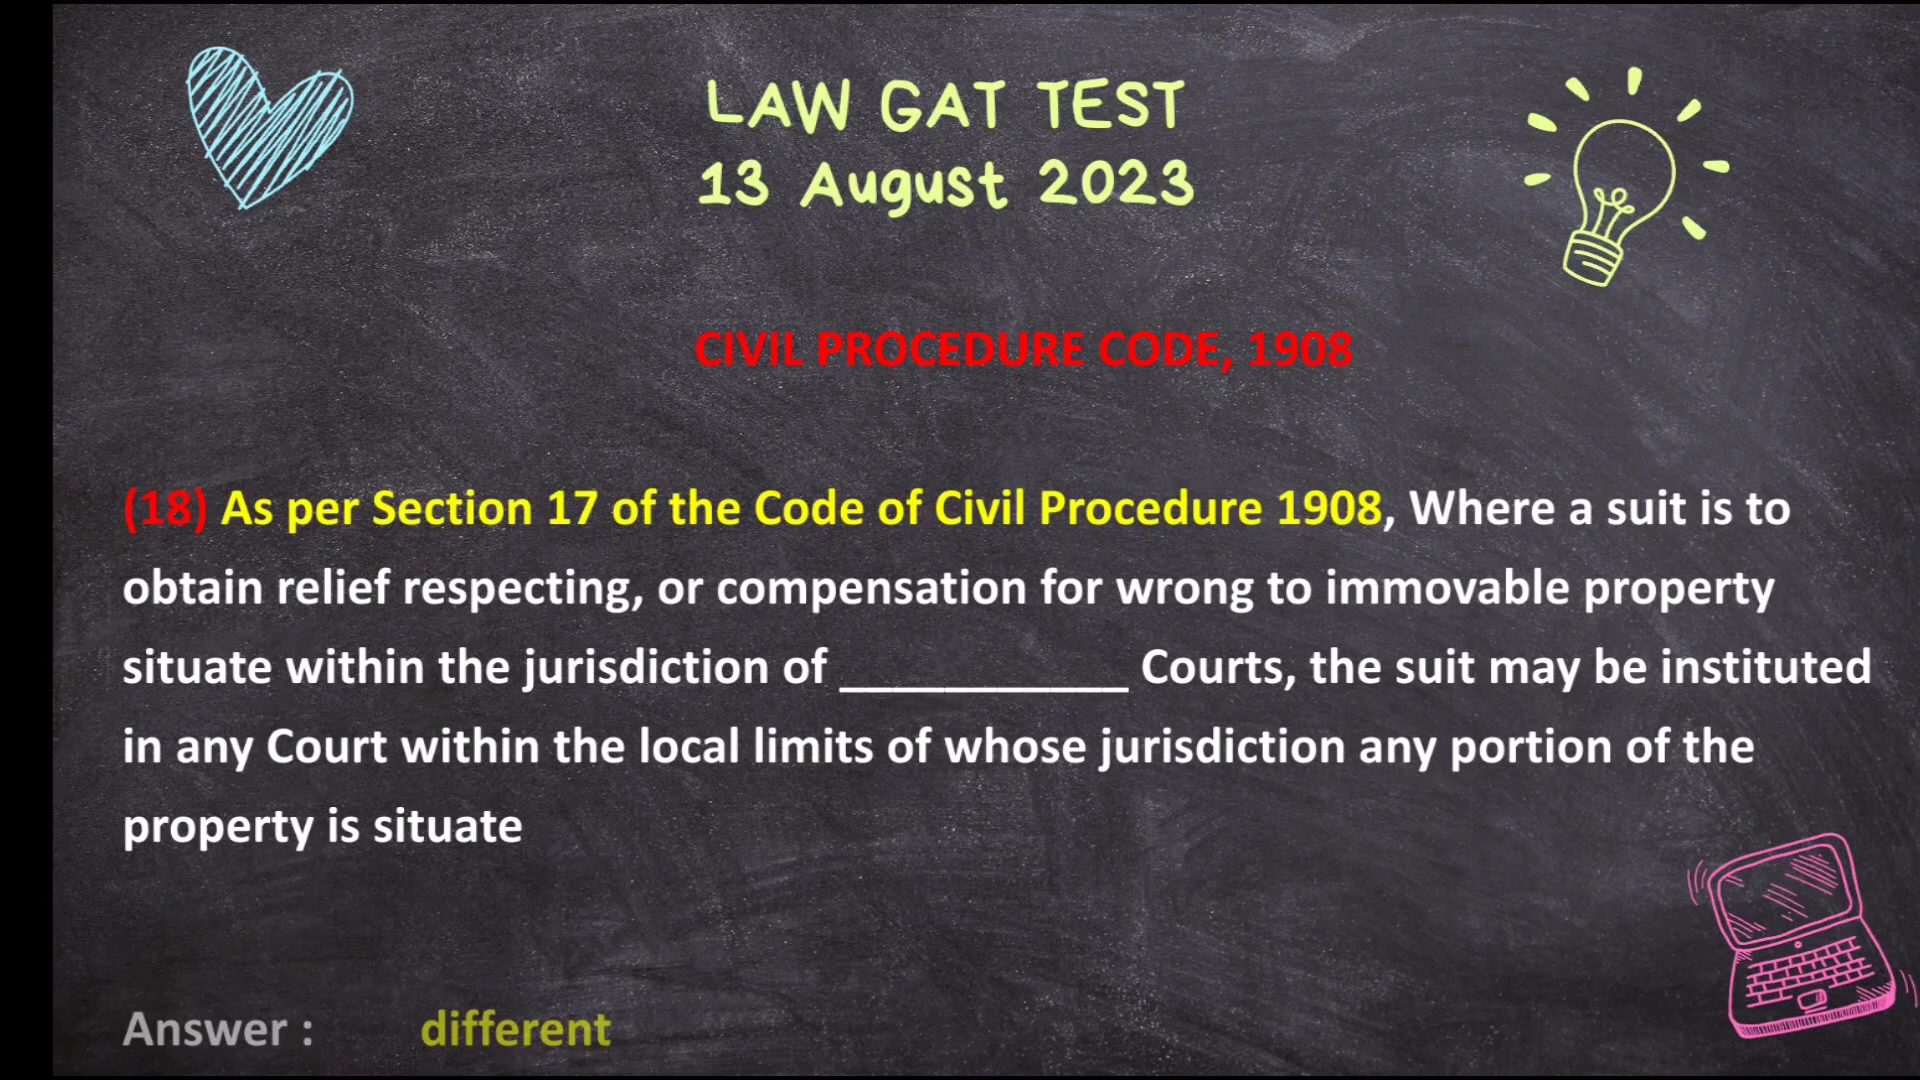 LAW GAT TEST
13 August 2023
CIVIL PROCEDURE CODE, 1908
(18) As per Section 17 of the Code of Civil Procedure 1908, Where a suit is to
obtain relief respecting, or compensation for wrong to immovable property
situate within the jurisdiction of ____________ Courts, the suit may be instituted
in any Court within the local limits of whose jurisdiction any portion of the
property is situate
Answer : different